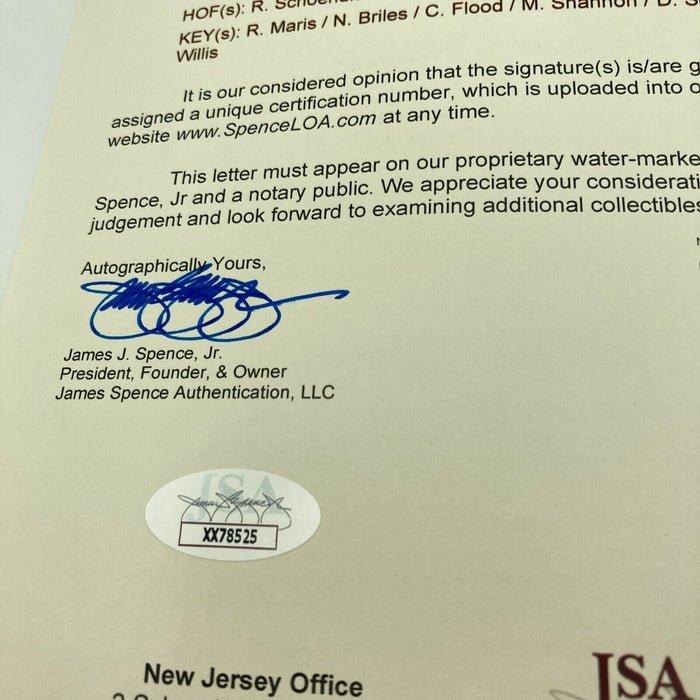 HOF(s): R.
KEY(s): R. Maris / N. Briles / C. Flood / M. Shannon / D.
Willis
It is our considered opinion that the signature(s) is/are
assigned a unique certification number, which is uploaded into
website www.SpenceLOA.com at any time.
This letter must appear on our proprietary water-marke
Spence, Jr and a notary public. We appreciate your considerati
judgement and look forward to examining additional collectibles
Autographically Yours,
James J. Spence, Jr.
President, Founder, & Owner
James Spence Authentication, LLC
JSA
XX78525
New Jersey Office
JSA